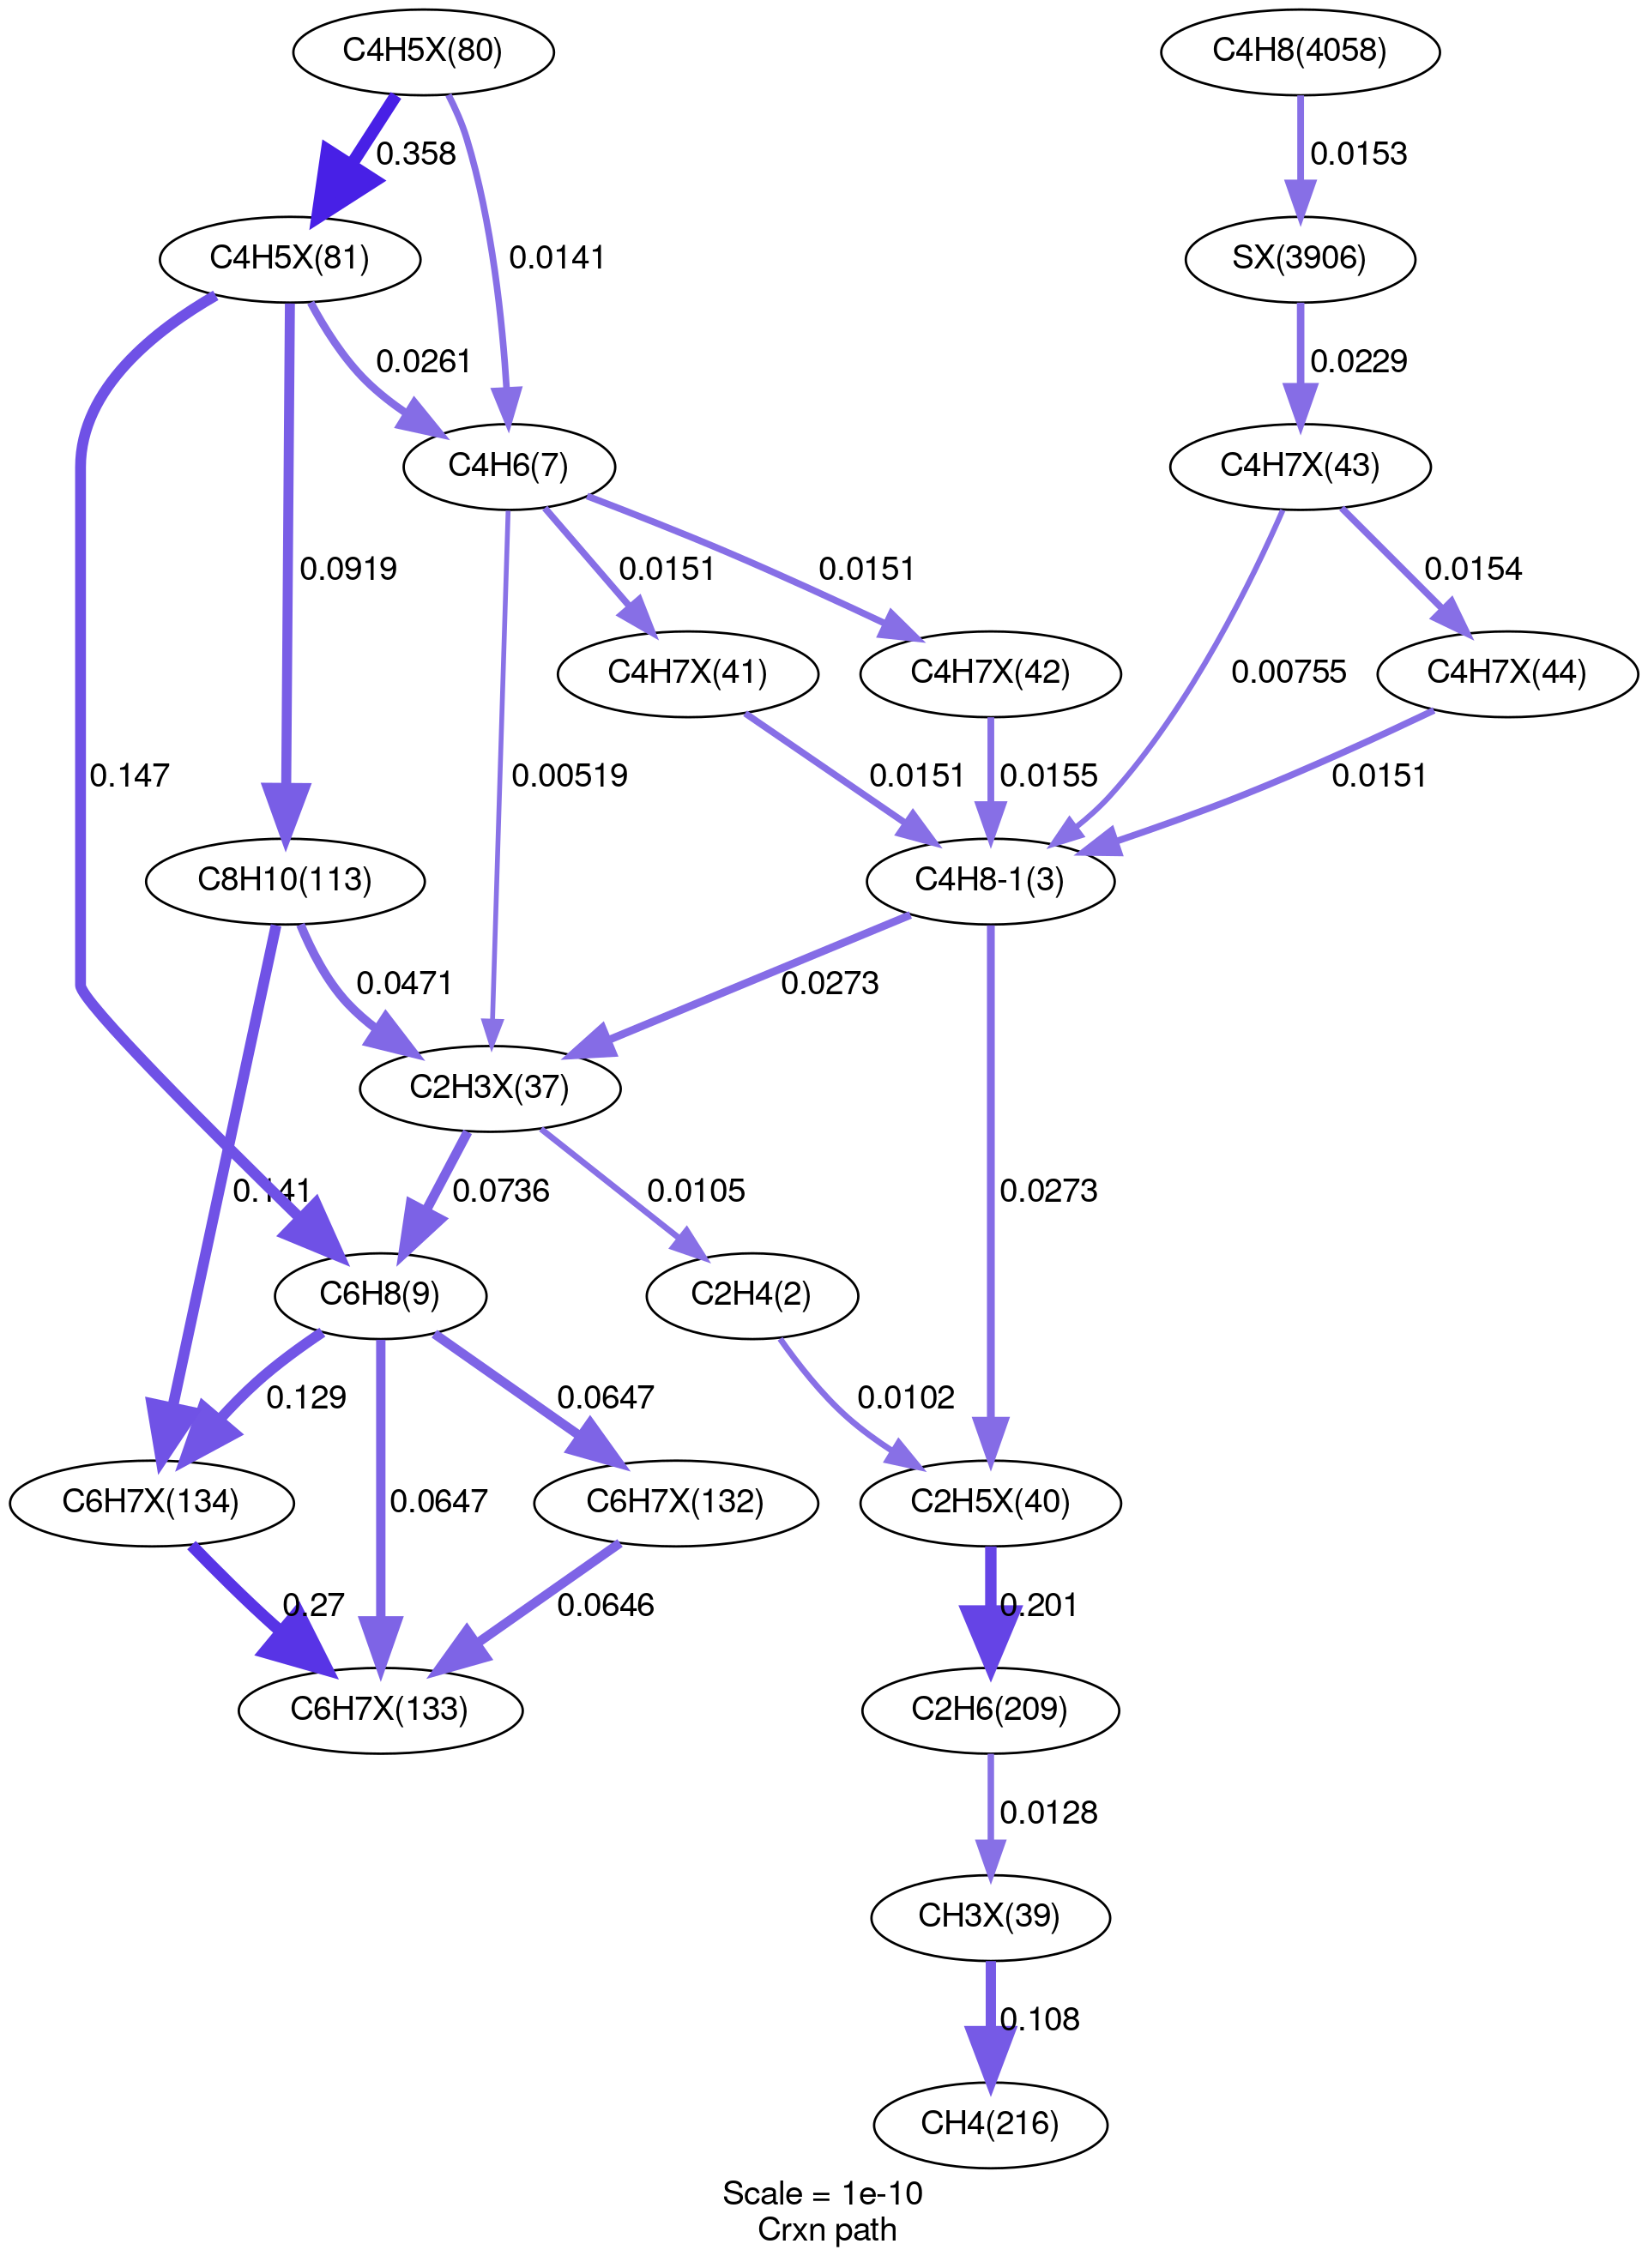 C4H5X(80)
C4H8(4058)
0.358
0.0153
C4H5X(81)
0.0141
SX(3906)
0.0261
0.0229
C4H6(7)
C4H7X(43)
0.0919
0.0151
0.0151
0.0154
C4H7X(41)
C4H7X(42)
0.00755
C4H7X(44)
0.147
0.00519
0.0151
0.0155
0.0151
C8H10(113)
C4H8-1(3)
0.0471
0.0273
C2H3X(37)
0.141
0.0736
0.0105
0.0273
C6H8(9)
C2H4(2)
0.129
0.0647
0.0102
C6H7X(134)
0.0647
C6H7X(132)
C2H5X(40)
0.27
0.0646
0.201
C6H7X(133)
C2H6(209)
0.0128
CH3X(39)
0.108
CH4(216)
Scale = 1e-10
Crxn path